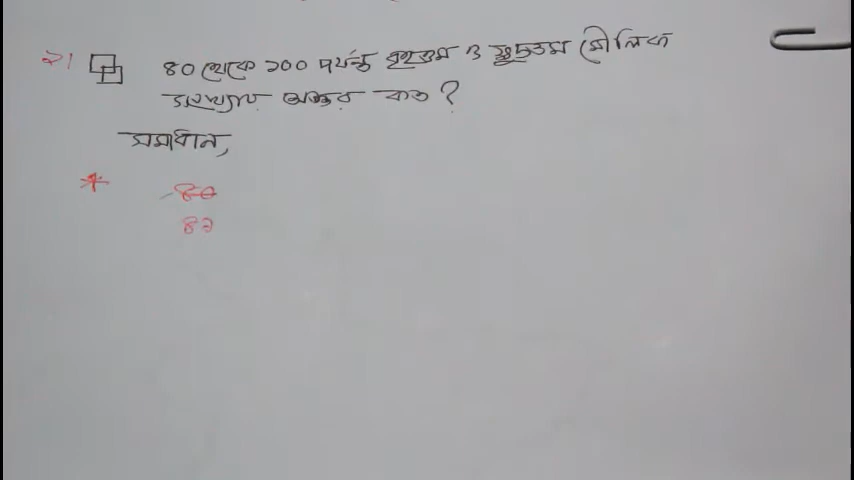 ২। ৪০ থেকে ১০০ পর্যন্ত বৃহত্তম ও ক্ষুদ্রতম মৌলিক
সংখ্যার অন্তর কত ?
সমাধান,
* ৪০
৪১